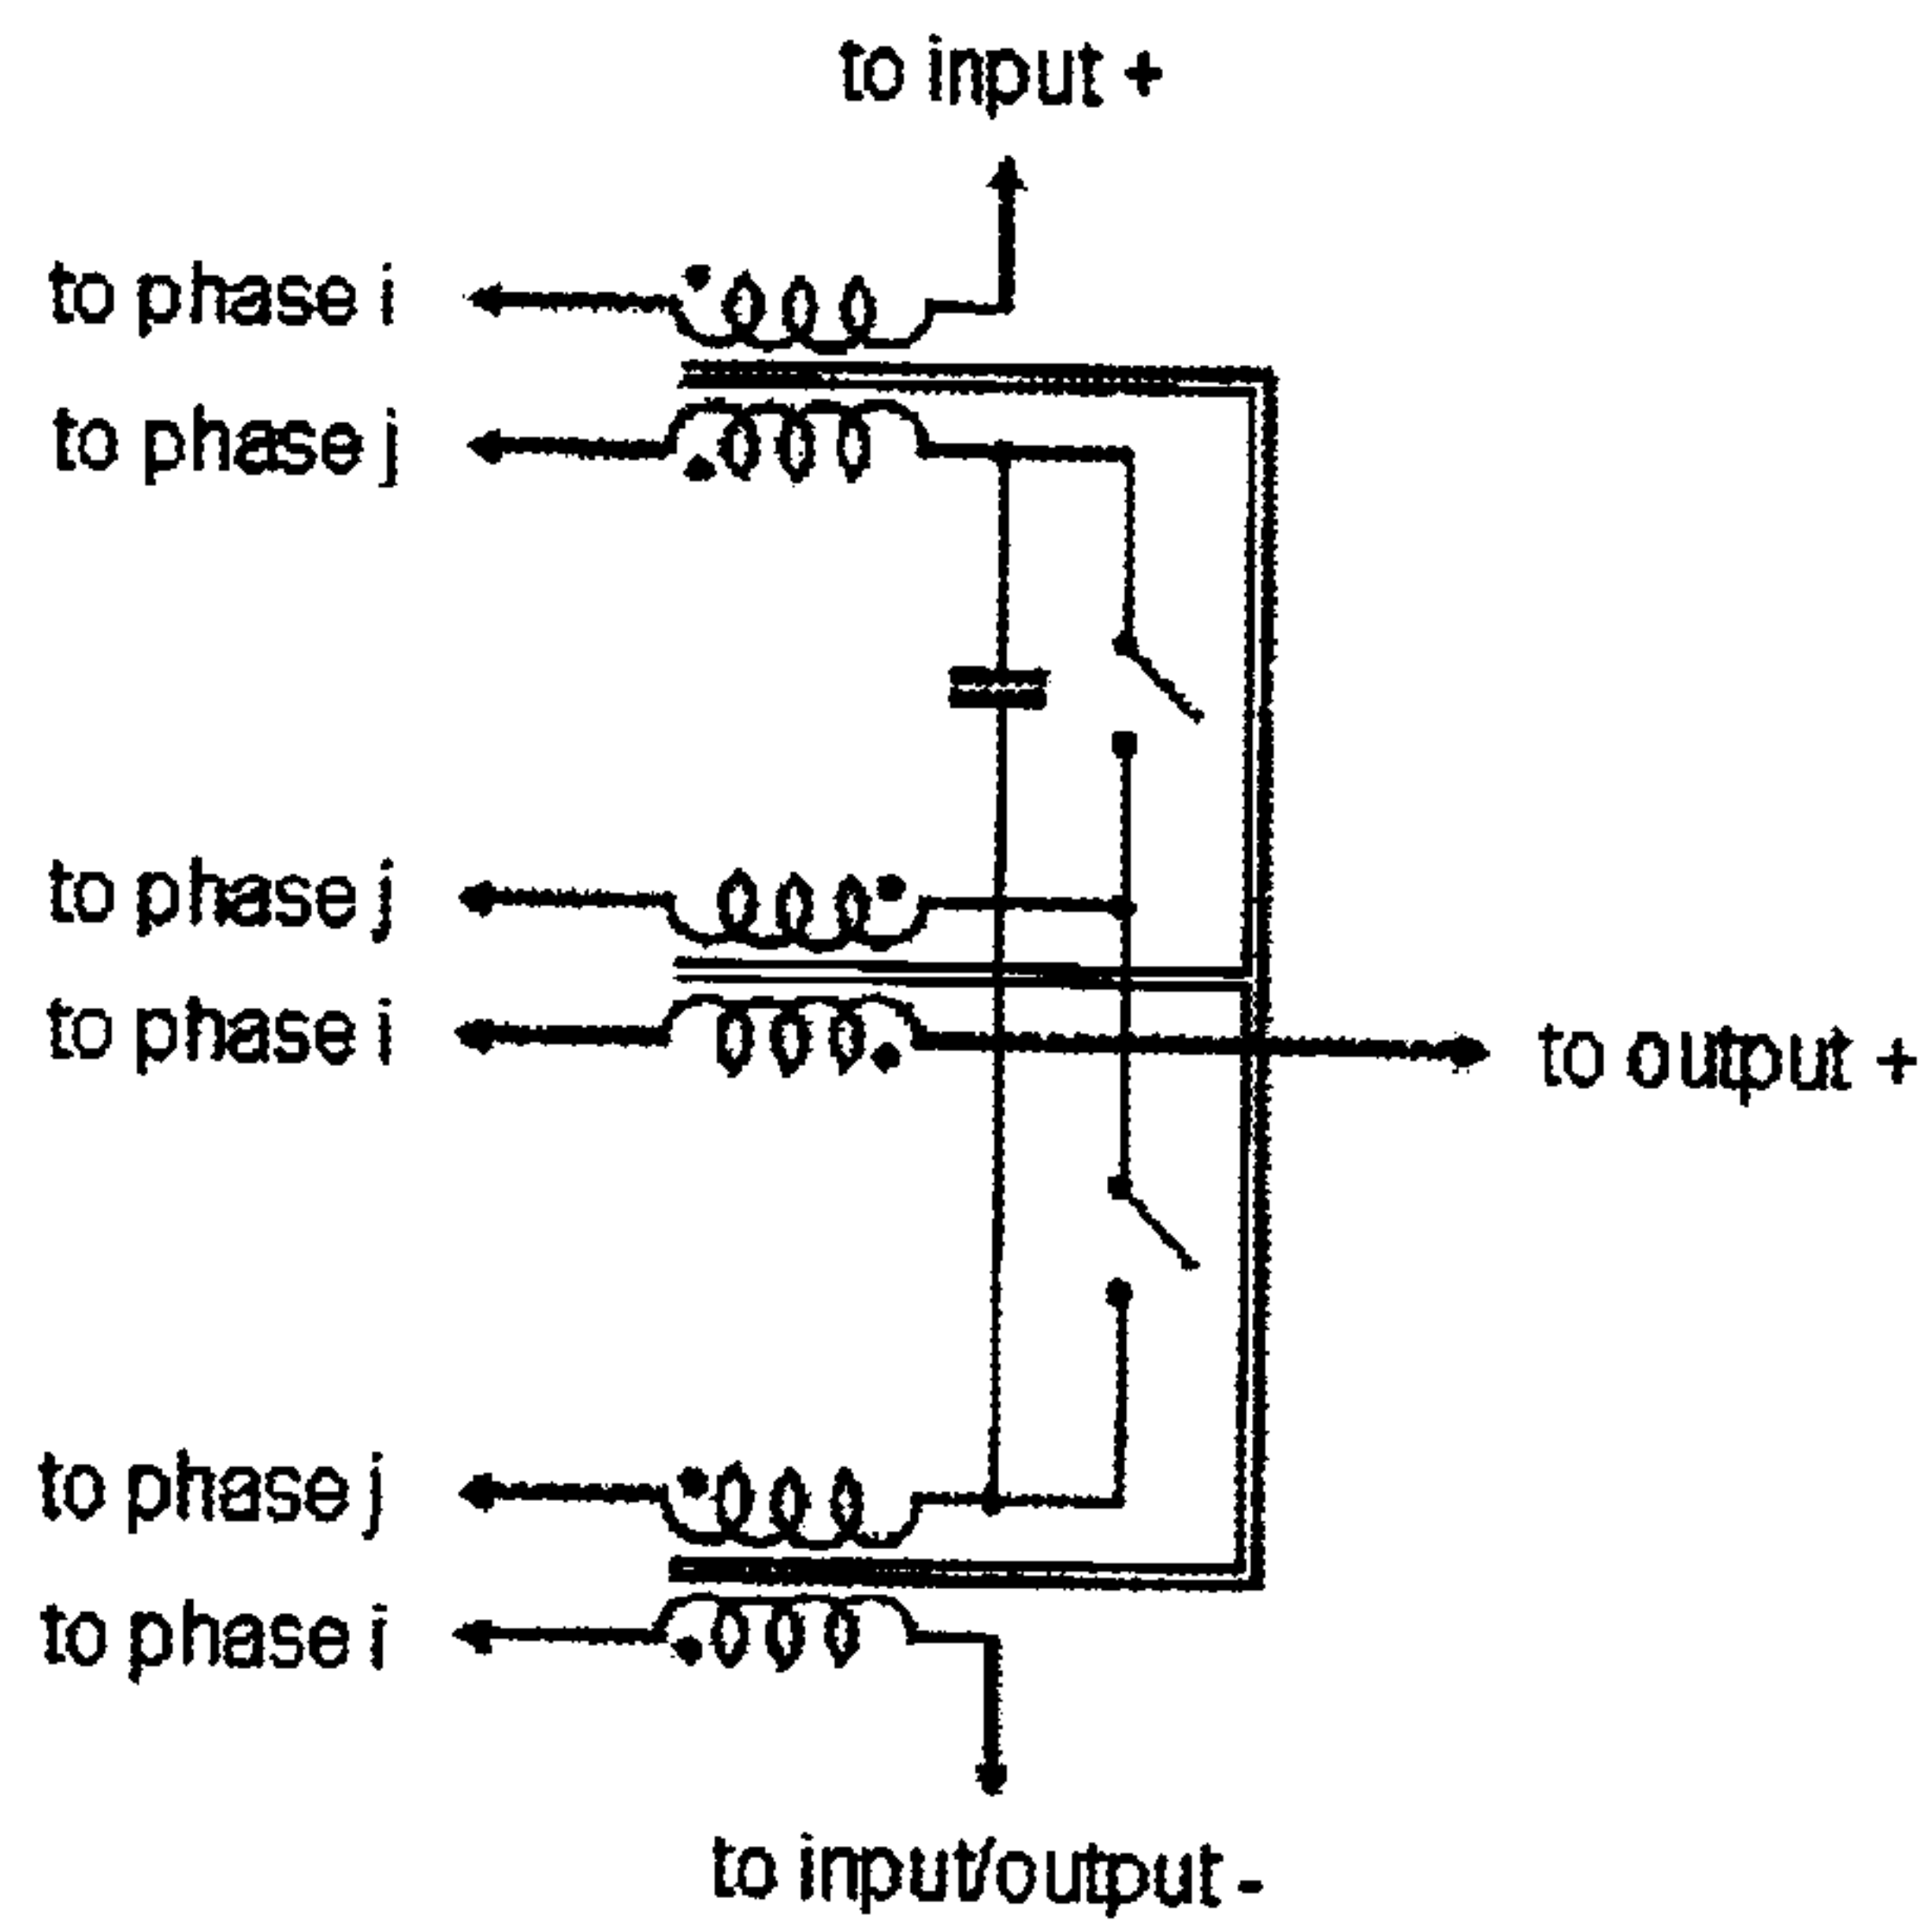 to input +
to phase i
to phase j
to phase j
to phase i
to output +
to phase j
to phase i
to input/output -